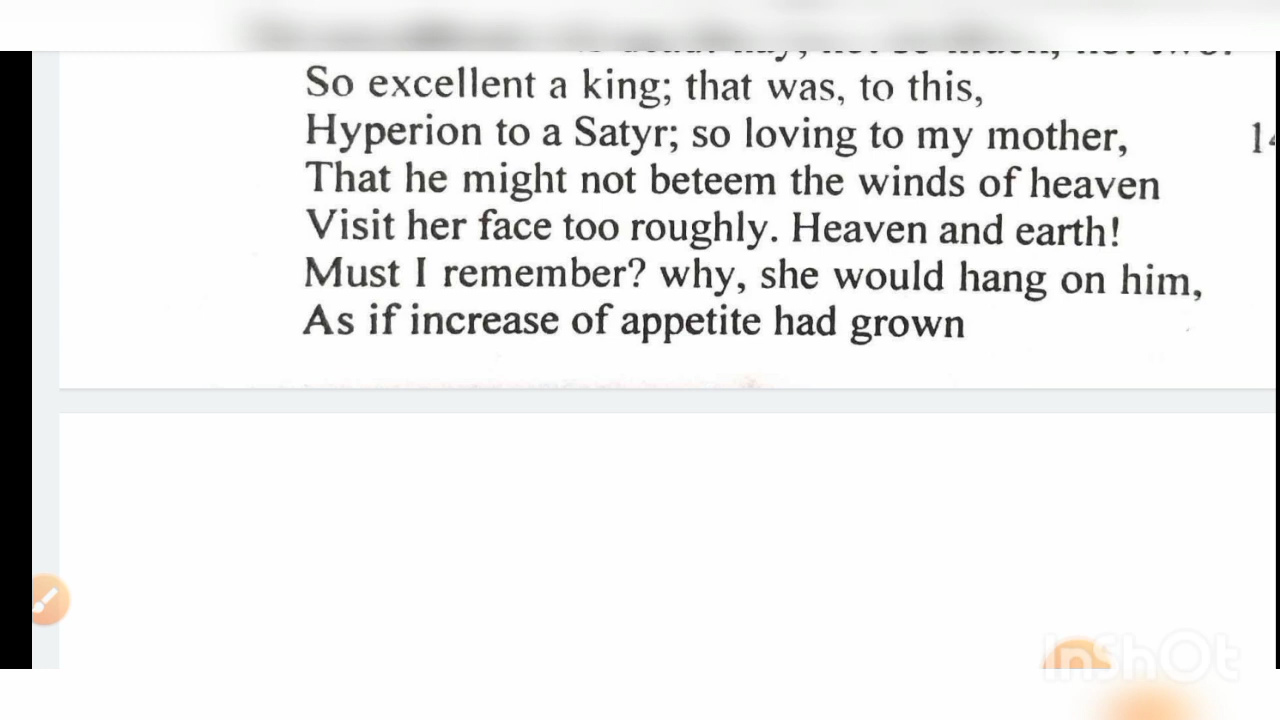 So excellent a king; that was, to this,
Hyperion to a Satyr; so loving to my mother,
That he might not beteem the winds of heaven
Visit her face too roughly. Heaven and earth!
Must I remember? why, she would hang on him,
As if increase of appetite had grown
InShOt